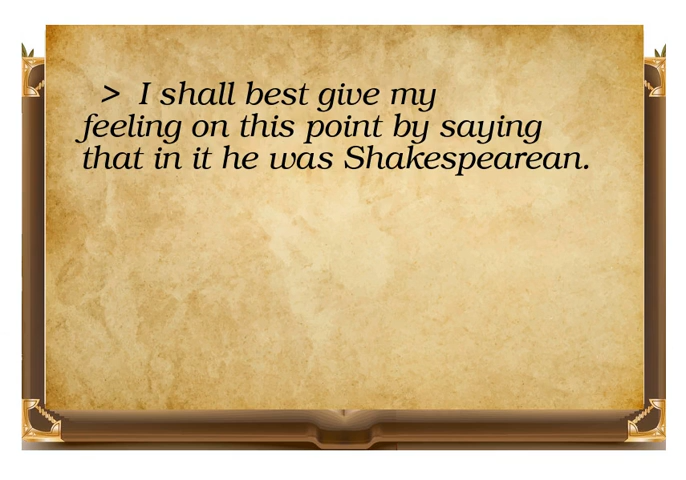 > I shall best give my
feeling on this point by saying
that in it he was Shakespearean.